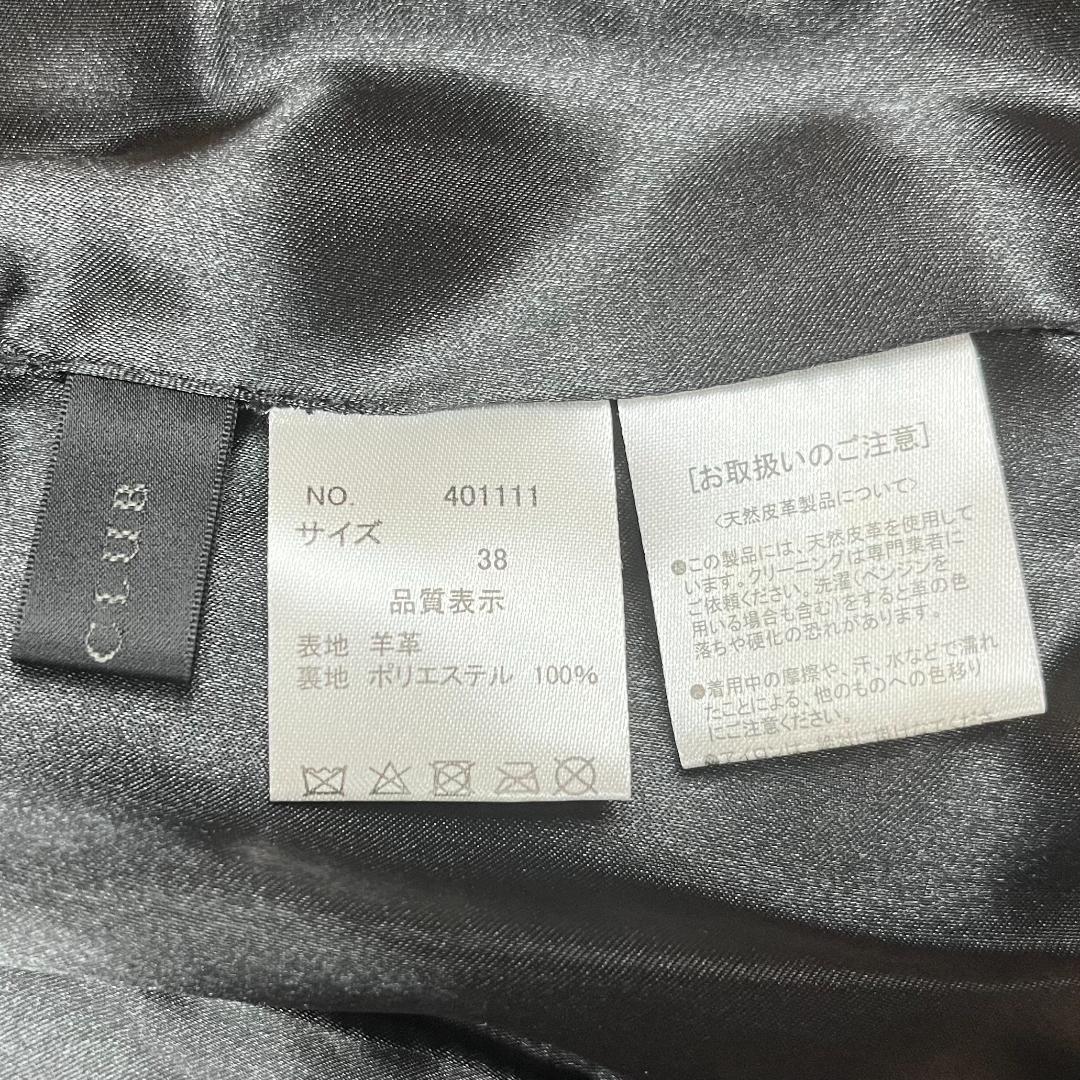 CLUB
NO. 401111
サイズ
38
品質表示
表地 羊革
裏地 ポリエステル 100%
[お取扱いのご注意]
<天然皮革製品について>
●この製品には、天然皮革を使用して
います。クリーニングは専門業者に
ご依頼ください。洗濯(ベンジンを
用いる場合も含む)をすると革の色
落ちや硬化の恐れがあります。
●着用中の摩擦や、汗、水などで濡れ
たことによる、他のものへの色移り
にご注意ください。